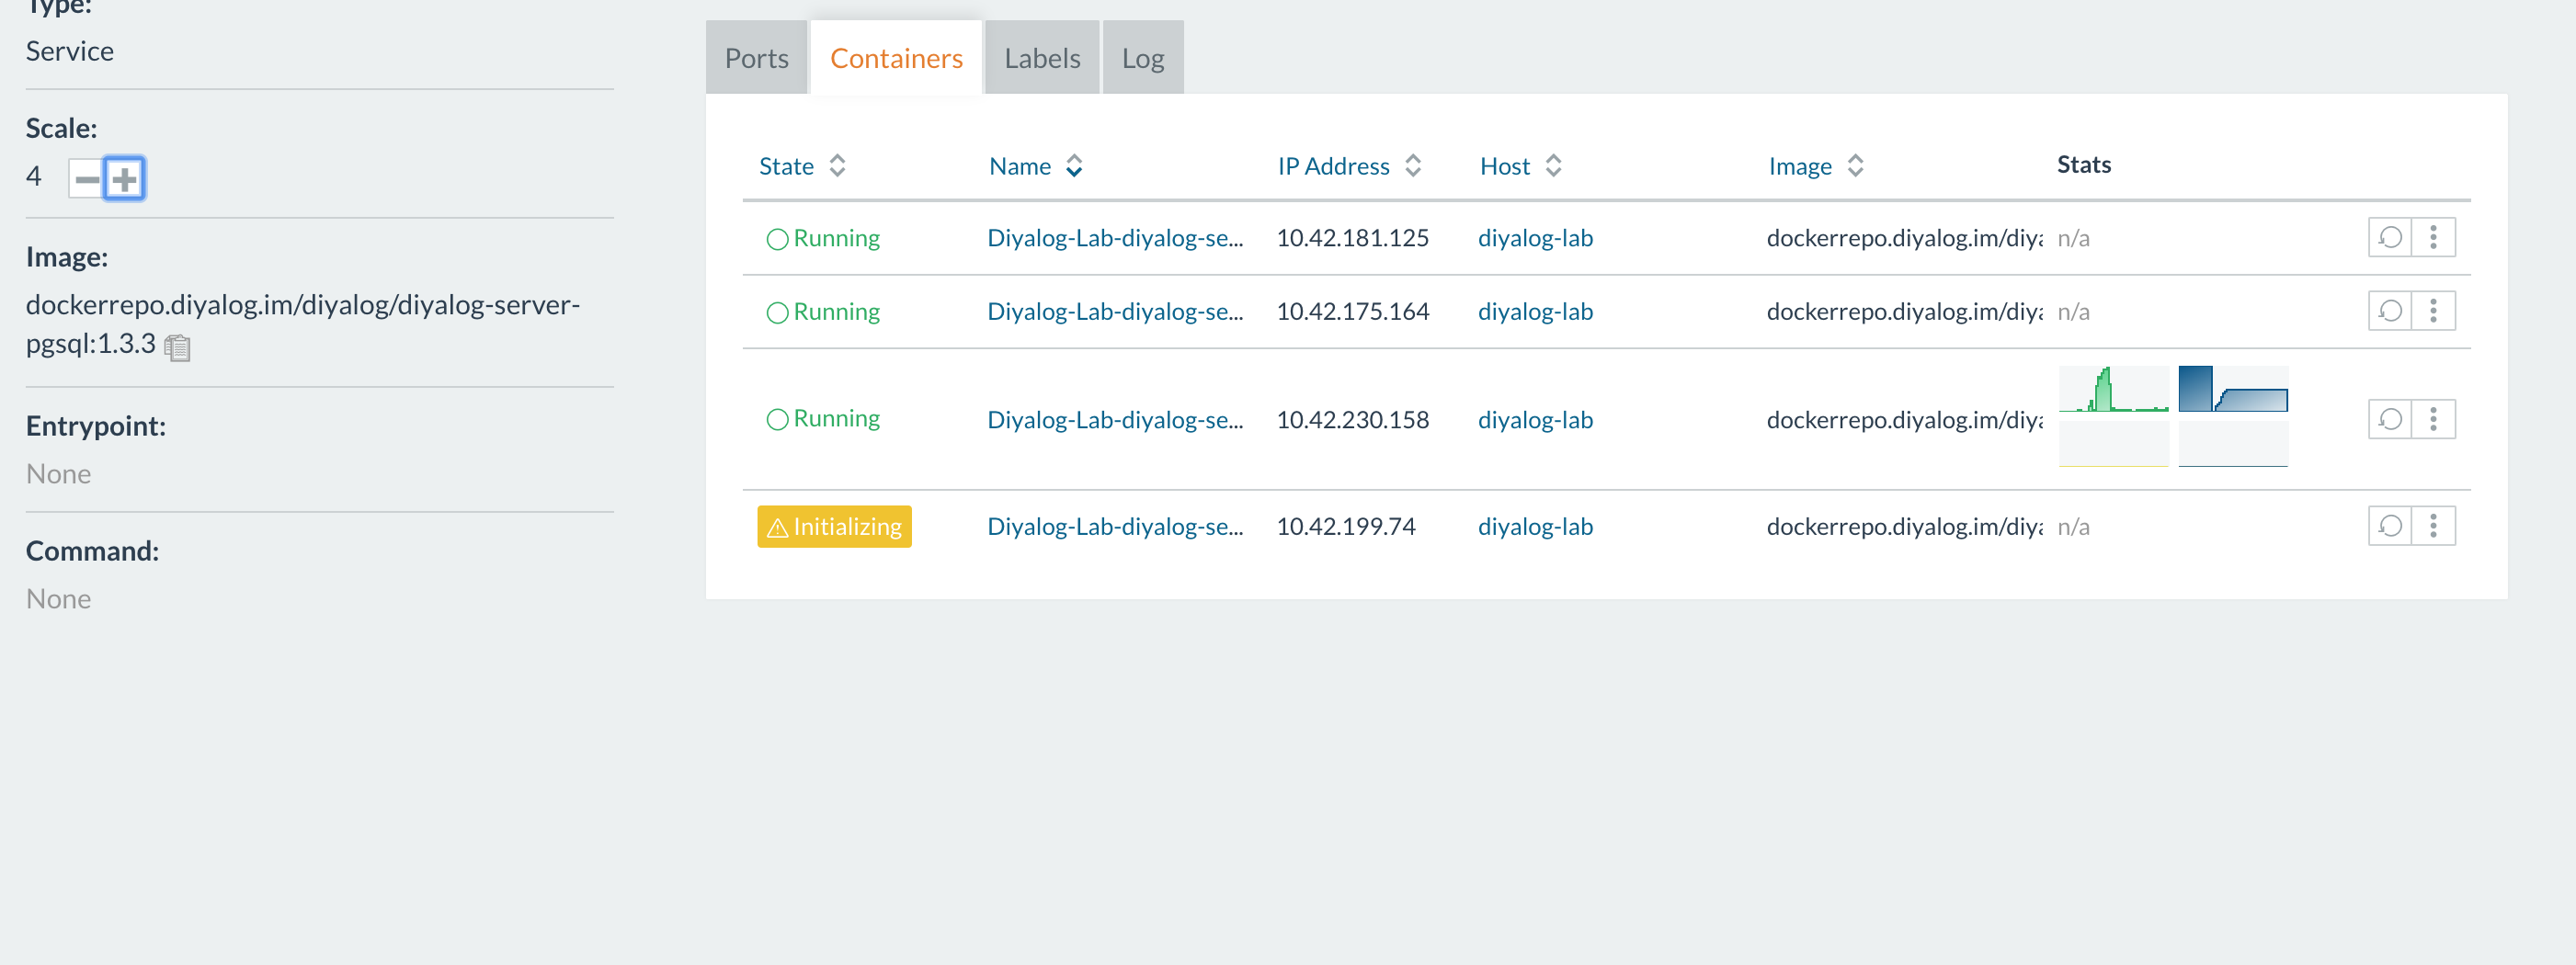 Type:
Service
Scale:
4
Image:
dockerrepo.diyalog.im/diyalog/diyalog-server-
pgsql:1.3.3
Entrypoint:
None
Command:
None
Ports Containers Labels Log
State Name IP Address Host Image Stats
Running Diyalog-Lab-diyalog-se... 10.42.181.125 diyalog-lab dockerrepo.diyalog.im/diya n/a
Running Diyalog-Lab-diyalog-se... 10.42.175.164 diyalog-lab dockerrepo.diyalog.im/diya n/a
Running Diyalog-Lab-diyalog-se... 10.42.230.158 diyalog-lab dockerrepo.diyalog.im/diya
Initializing Diyalog-Lab-diyalog-se... 10.42.199.74 diyalog-lab dockerrepo.diyalog.im/diya n/a